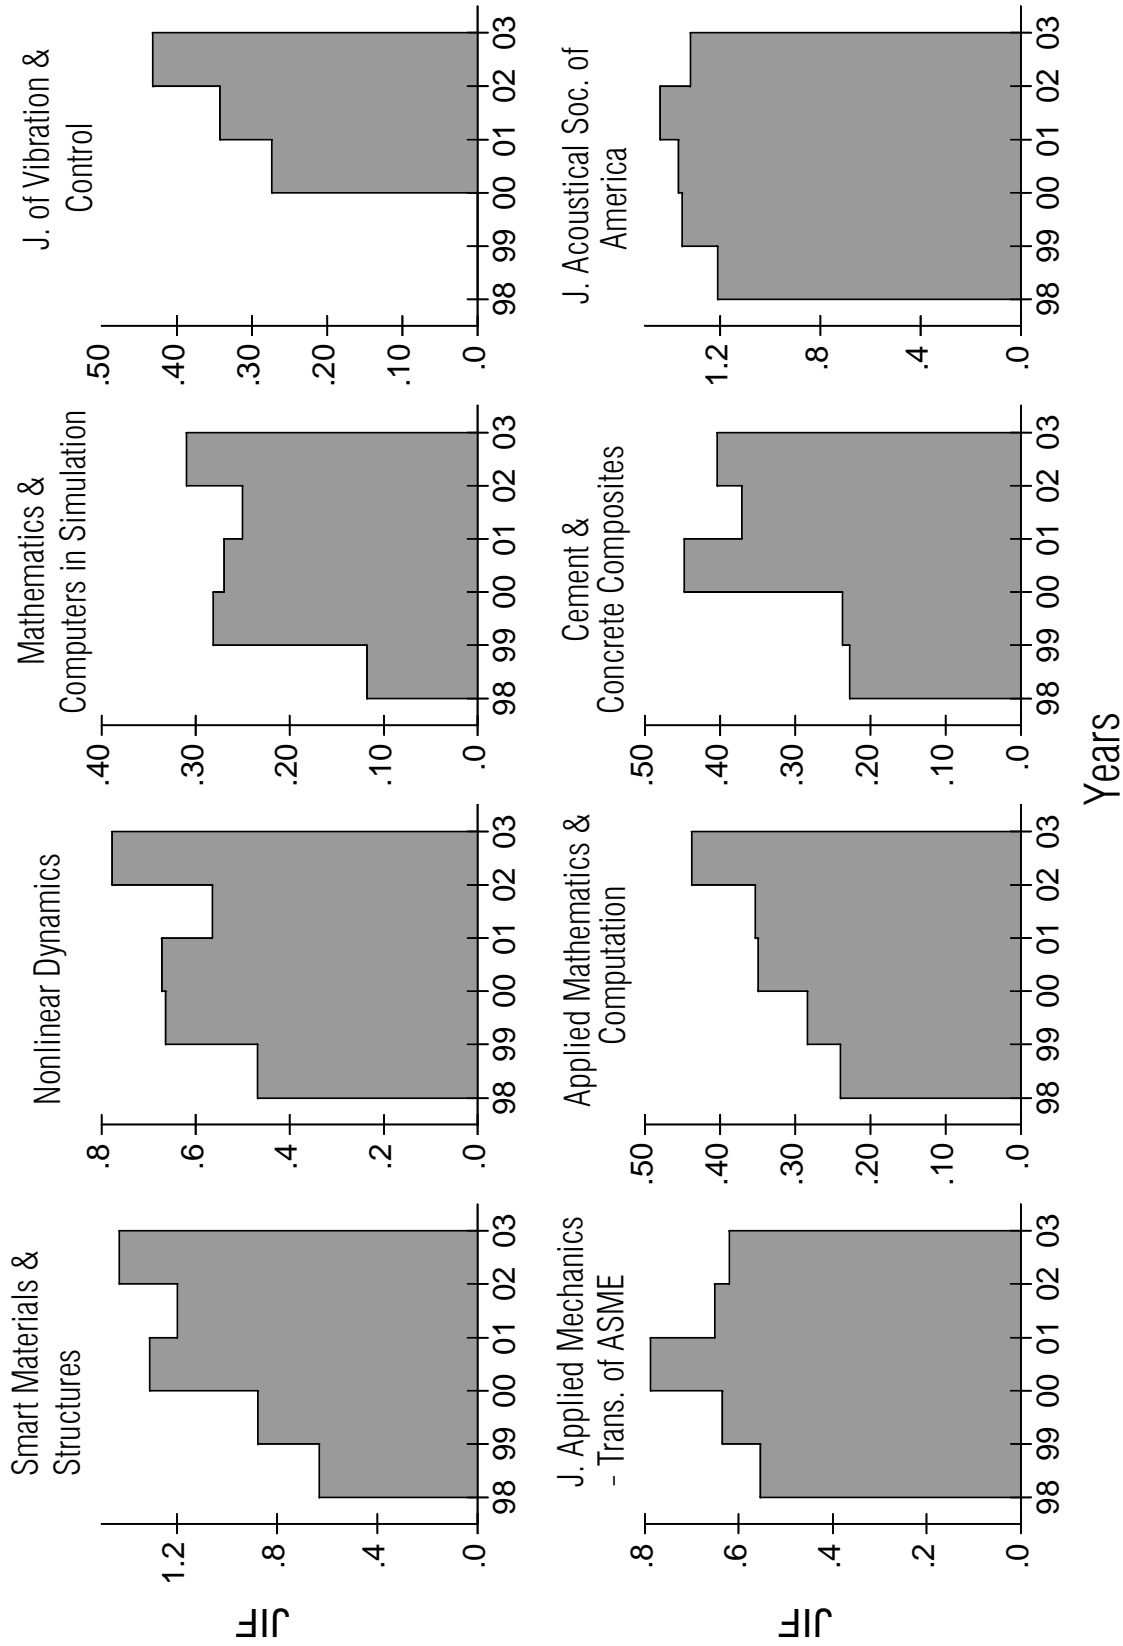 Smart Materials &
Structures
JIF
1.2
.8
.4
.0
98 99 00 01 02 03
Nonlinear Dynamics
.8
.6
.4
.2
.0
98 99 00 01 02 03
Mathematics &
Computers in Simulation
.40
.30
.20
.10
.0
98 99 00 01 02 03
J. of Vibration &
Control
.50
.40
.30
.20
.10
.0
98 99 00 01 02 03
J. Applied Mechanics
- Trans. of ASME
JIF
.8
.6
.4
.2
.0
98 99 00 01 02 03
Applied Mathematics &
Computation
.50
.40
.30
.20
.10
.0
98 99 00 01 02 03
Cement &
Concrete Composites
.50
.40
.30
.20
.10
.0
98 99 00 01 02 03
J. Acoustical Soc. of
America
1.2
.8
.4
.0
98 99 00 01 02 03
Years